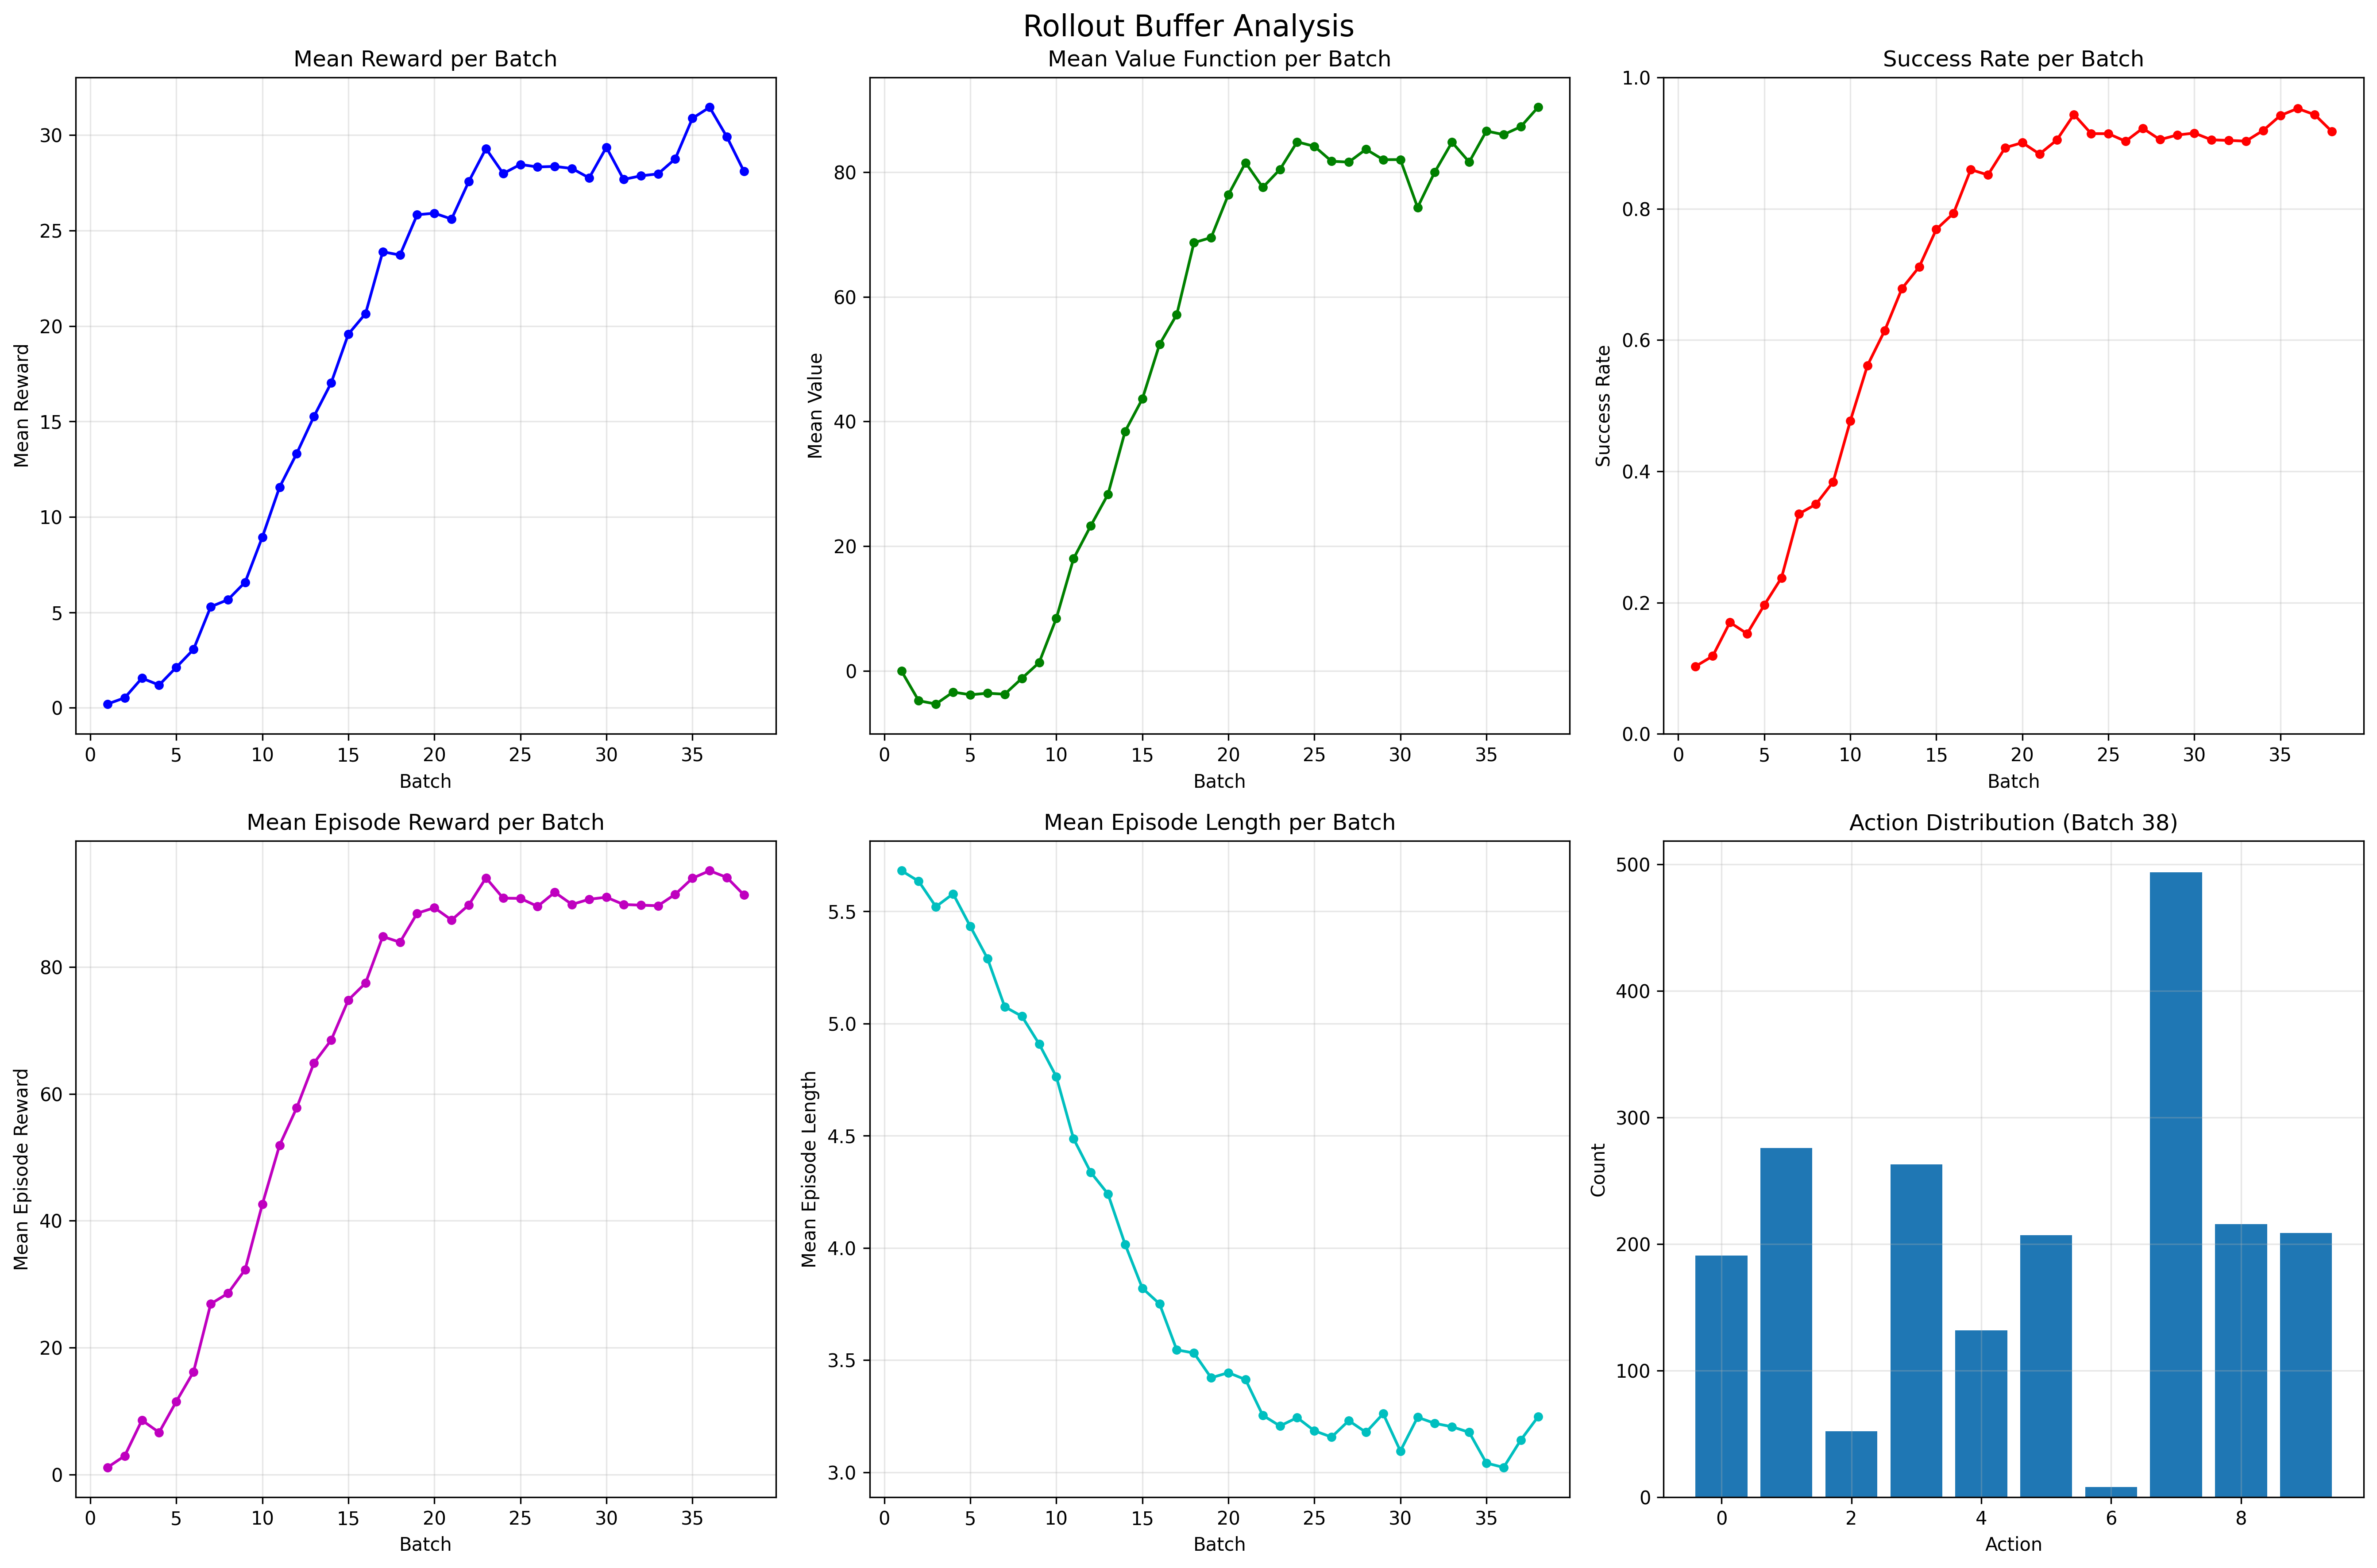 Rollout Buffer Analysis
Mean Reward per Batch
Mean Reward
30
25
20
15
10
5
0
0 5 10 15 20 25 30 35
Batch
Mean Value Function per Batch
Mean Value
80
60
40
20
0
0 5 10 15 20 25 30 35
Batch
Success Rate per Batch
Success Rate
1.0
0.8
0.6
0.4
0.2
0.0
0 5 10 15 20 25 30 35
Batch
Mean Episode Reward per Batch
Mean Episode Reward
80
60
40
20
0
0 5 10 15 20 25 30 35
Batch
Mean Episode Length per Batch
Mean Episode Length
5.5
5.0
4.5
4.0
3.5
3.0
0 5 10 15 20 25 30 35
Batch
Action Distribution (Batch 38)
Count
500
400
300
200
100
0
0 2 4 6 8
Action